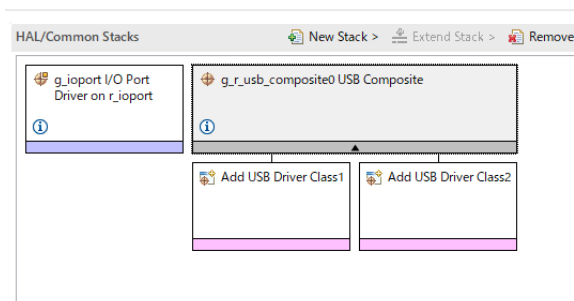 HAL/Common Stacks
New Stack >
Extend Stack >
Remove
g_ioport I/O Port
Driver on r_ioport
g_r_usb_composite0 USB Composite
Add USB Driver Class1
Add USB Driver Class2